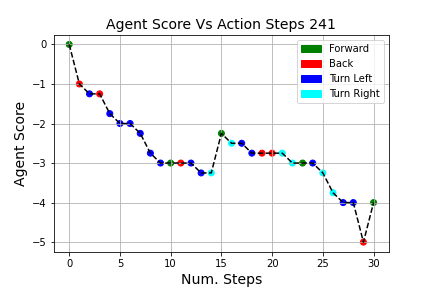 Agent Score Vs Action Steps 241
Forward
Back
Turn Left
Turn Right
Agent Score
0
−1
−2
−3
−4
−5
0 5 10 15 20 25 30
Num. Steps